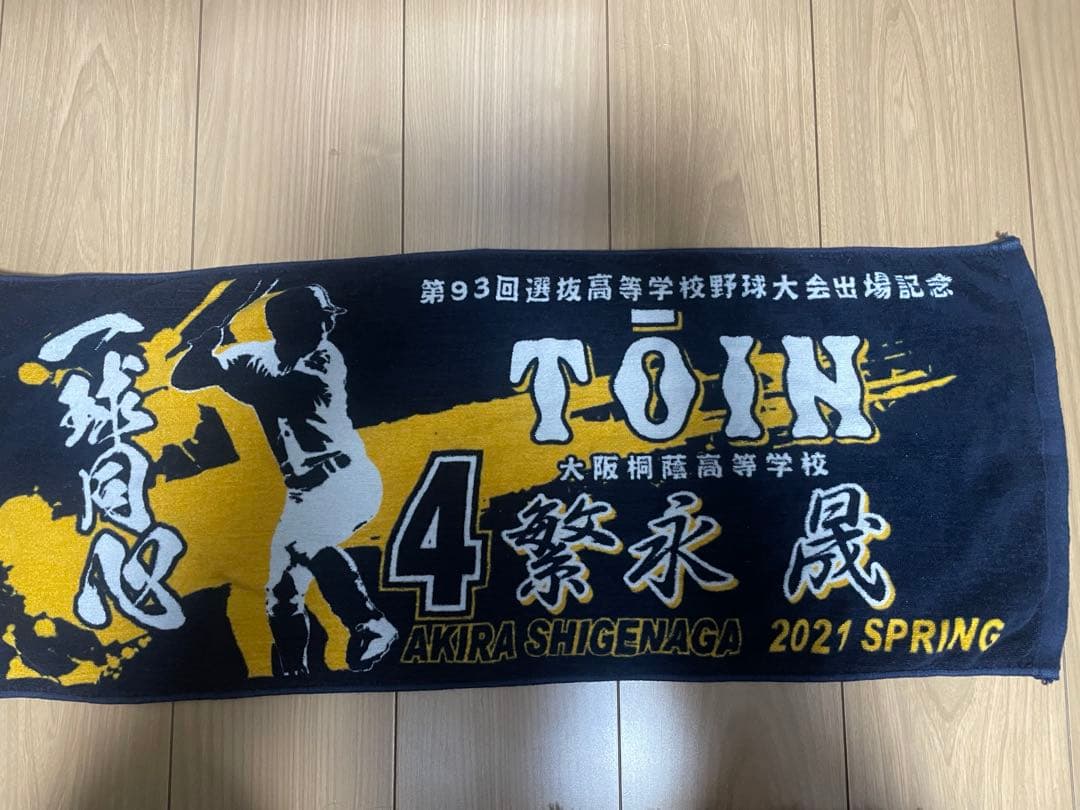 第93回選抜高等学校野球大会出場記念
TŌIN
大阪桐蔭高等学校
4 繁永 晟
AKIRA SHIGENAGA 2021 SPRING
一球同心